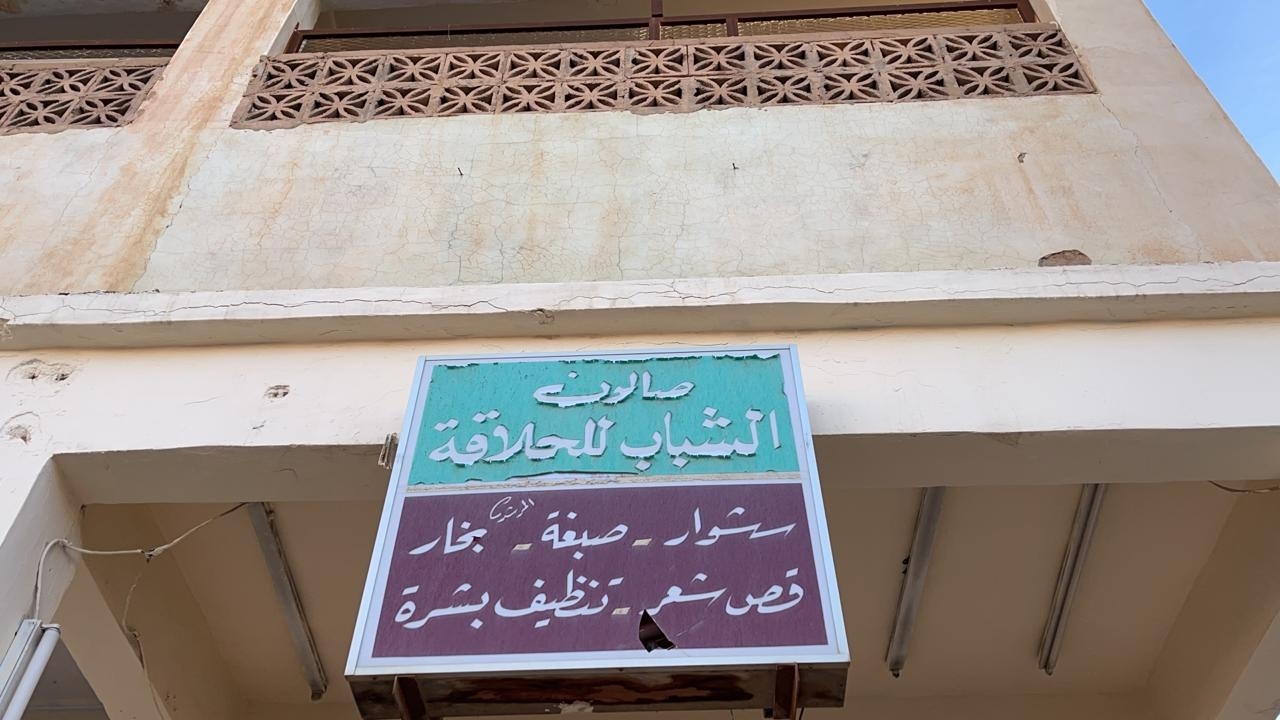 صالون
الشباب للحلاقة
سشوار - صبغة - بخار
قص شعر - تنظيف بشرة